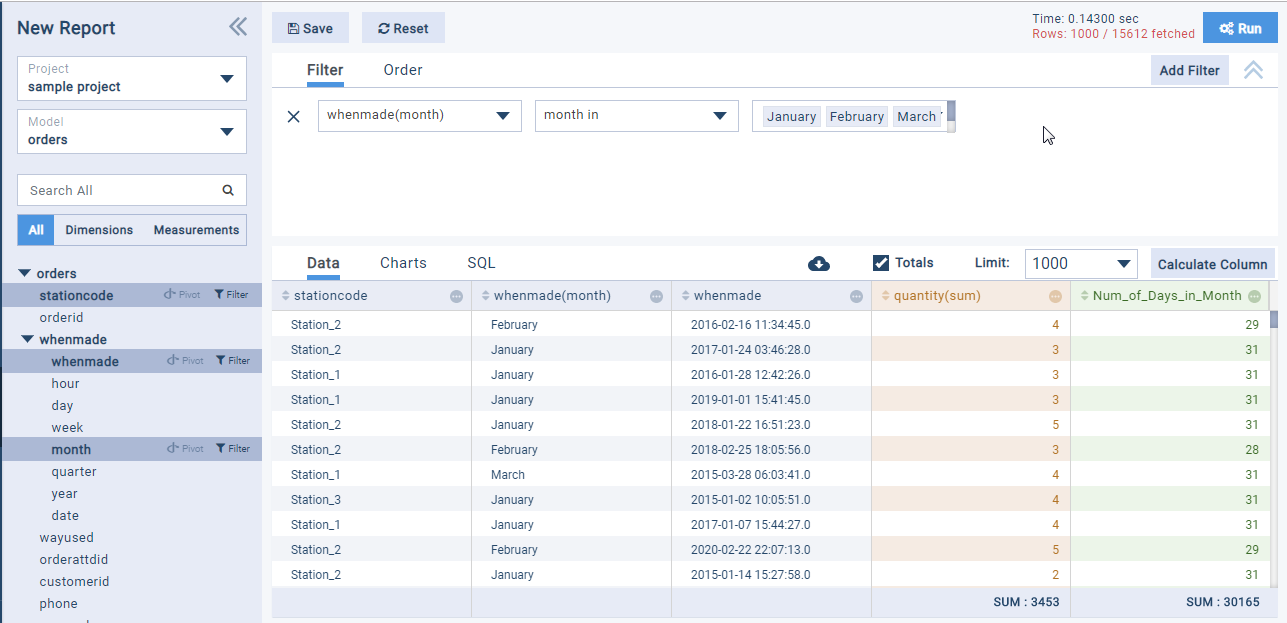 New Report
Project
sample project
Model
orders
Search All
All Dimensions Measurements
orders
stationcode Pivot Filter
orderid
whenmade
whenmade Pivot Filter
hour
day
week
month Pivot Filter
quarter
year
date
wayused
orderattdid
customerid
phone
Save Reset
Time: 0.14300 sec
Rows: 1000 / 15612 fetched
Run
Filter Order Add Filter
whenmade(month) month in January February March
Data Charts SQL Totals Limit: 1000 Calculate Column
stationcode whenmade(month) whenmade quantity(sum) Num_of_Days_in_Month
Station_2 February 2016-02-16 11:34:45.0 4 29
Station_2 January 2017-01-24 03:46:28.0 3 31
Station_1 January 2016-01-28 12:42:26.0 3 31
Station_1 January 2019-01-01 15:41:45.0 3 31
Station_2 January 2018-01-22 16:51:23.0 5 31
Station_2 February 2018-02-25 18:05:56.0 3 28
Station_1 March 2015-03-28 06:03:41.0 4 31
Station_3 January 2015-01-02 10:05:51.0 4 31
Station_1 January 2017-01-07 15:44:27.0 4 31
Station_2 February 2020-02-22 22:07:13.0 5 29
Station_2 January 2015-01-14 15:27:58.0 2 31
SUM : 3453 SUM : 30165